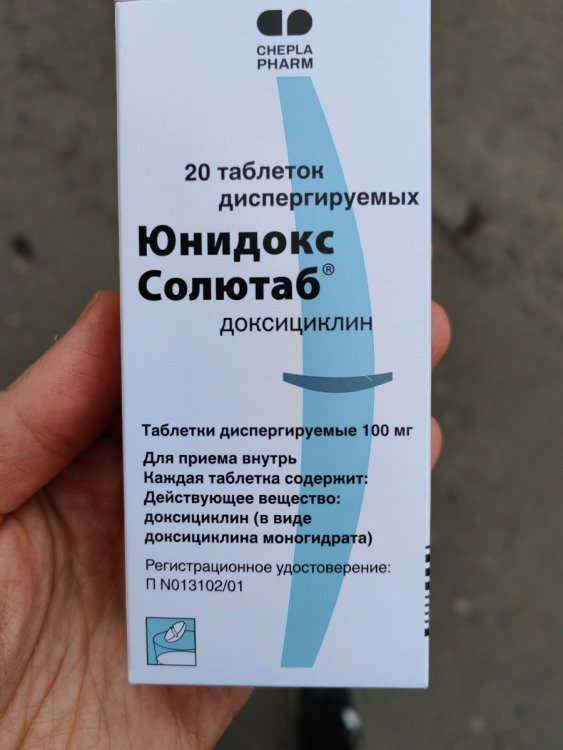 CHEPLA
PHARM
20 таблеток
диспергируемых
Юнидокс
Солютаб®
доксициклин
Таблетки диспергируемые 100 мг
Для приема внутрь
Каждая таблетка содержит:
Действующее вещество:
доксициклин (в виде
доксициклина моногидрата)
Регистрационное удостоверение:
П N013102/01